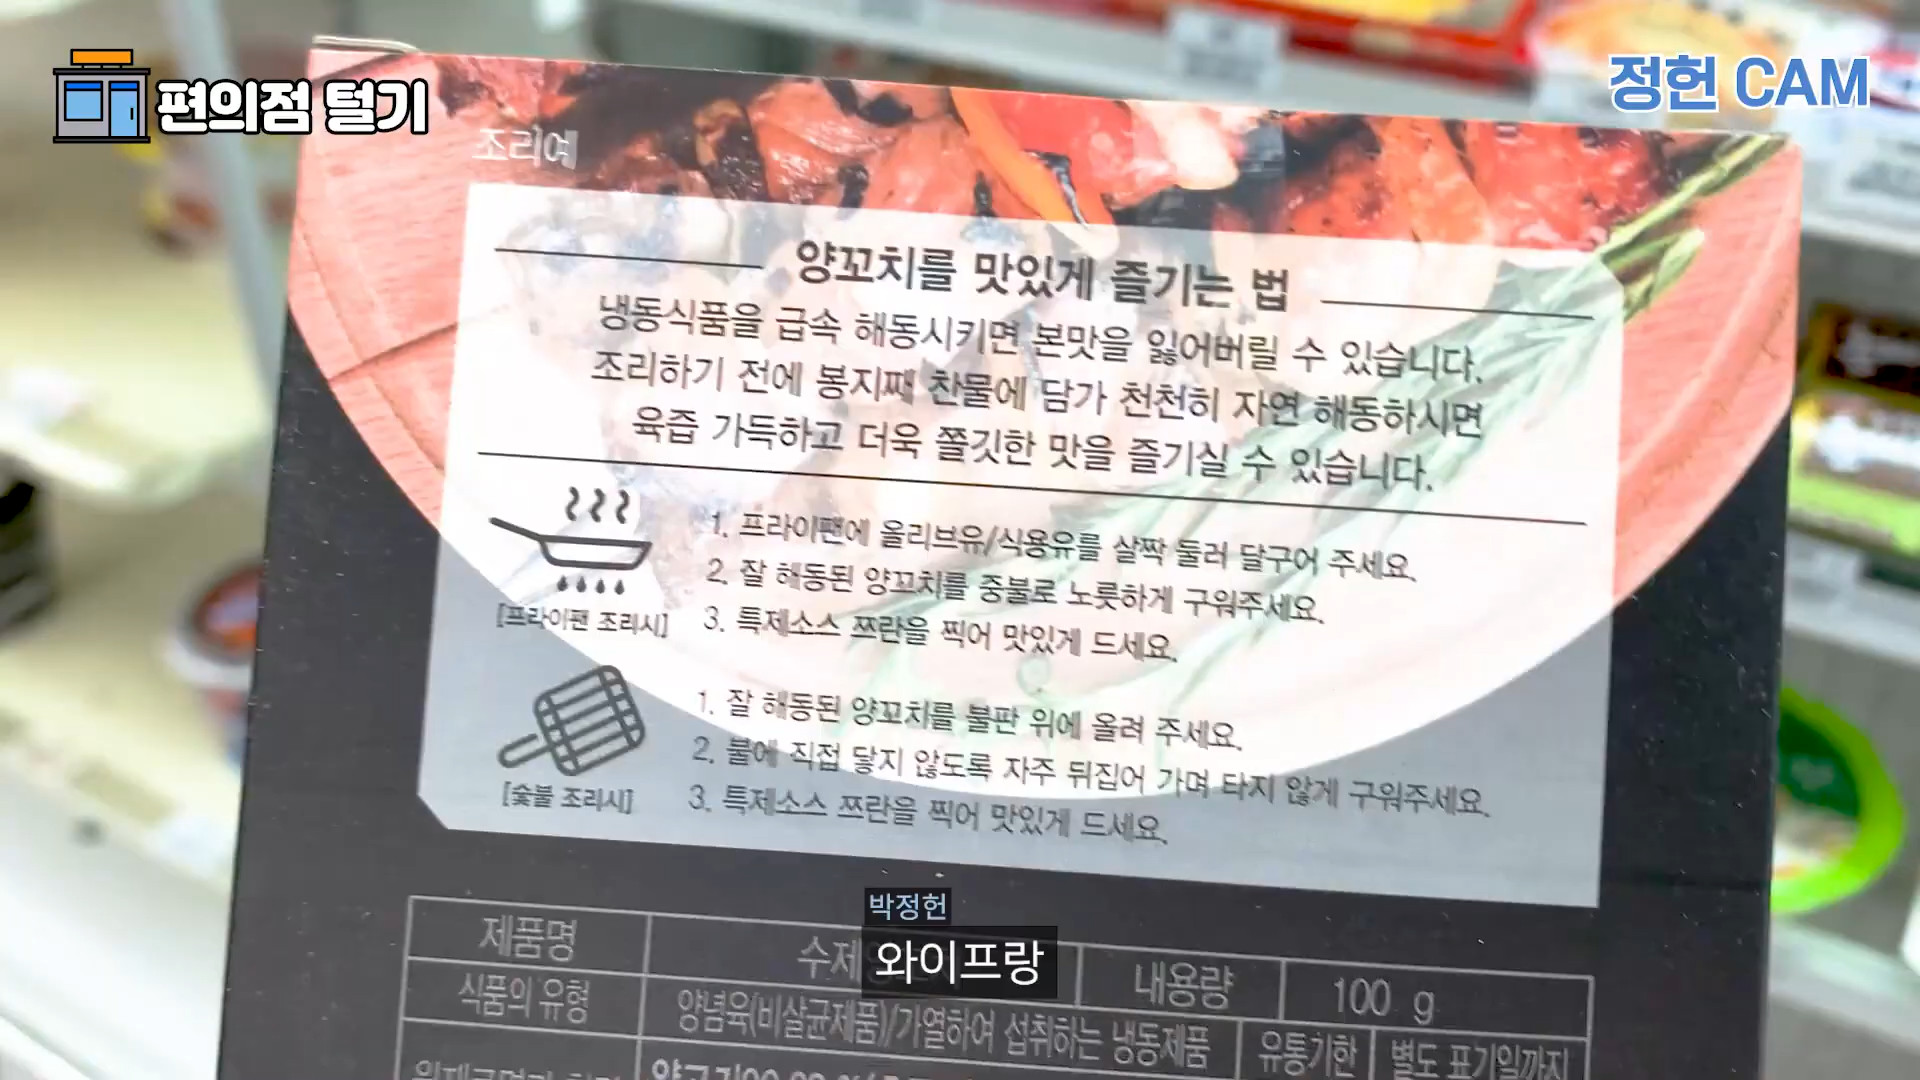 편의점 털기
정헌 CAM
조리예
양꼬치를 맛있게 즐기는 법
냉동식품을 급속 해동시키면 본맛을 잃어버릴 수 있습니다.
조리하기 전에 봉지째 찬물에 담가 천천히 자연 해동하시면
육즙 가득하고 더욱 쫄깃한 맛을 즐기실 수 있습니다.
1. 프라이팬에 올리브유/식용유를 살짝 둘러 달구어 주세요.
2. 잘 해동된 양꼬치를 중불로 노릇하게 구워주세요.
3. 특제소스 쯔란을 찍어 맛있게 드세요.
[프라이팬 조리시]
1. 잘 해동된 양꼬치를 불판 위에 올려 주세요.
2. 불에 직접 닿지 않도록 자주 뒤집어 가며 타지 않게 구워주세요.
3. 특제소스 쯔란을 찍어 맛있게 드세요.
[숯불 조리시]
박정헌
와이프랑
제품명 수제 내용량 100 g
식품의 유형 양념육(비살균제품)/가열하여 섭취하는 냉동제품 유통기한 별도 표기일까지